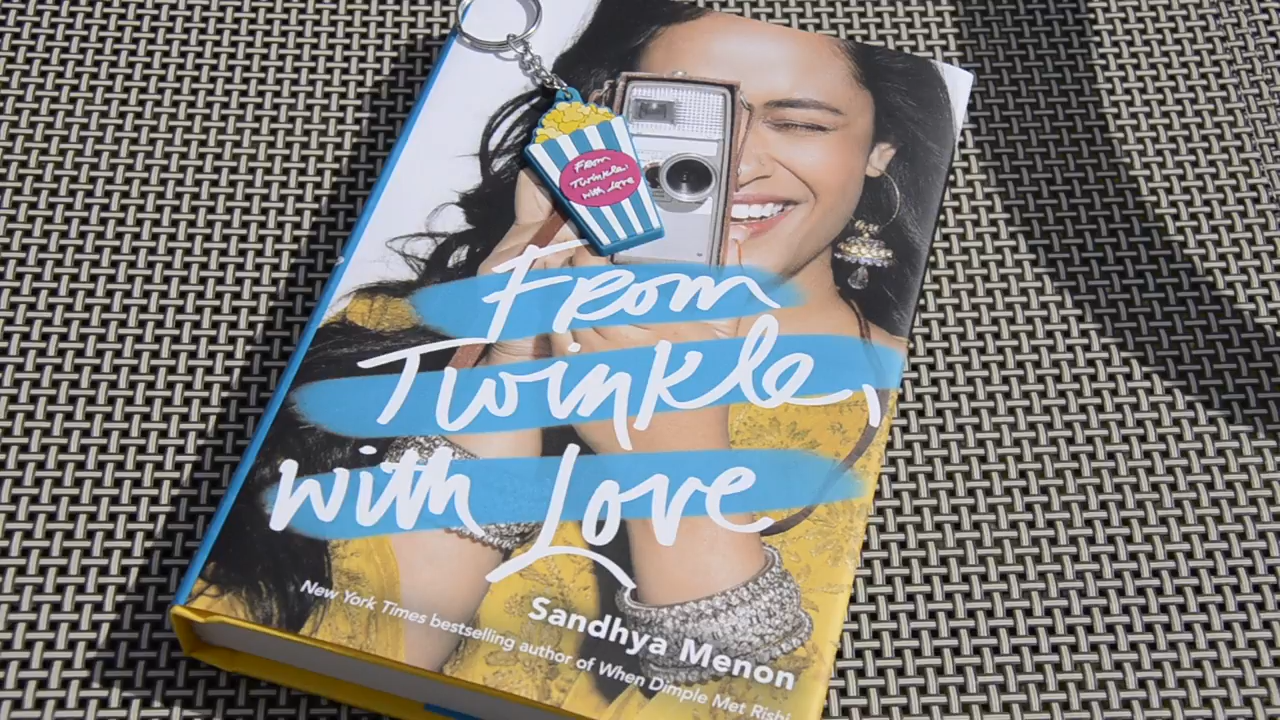 From
Twinkle,
with Love
From
Twinkle,
with Love
Sandhya Menon
New York Times bestselling author of When Dimple Met Rishi